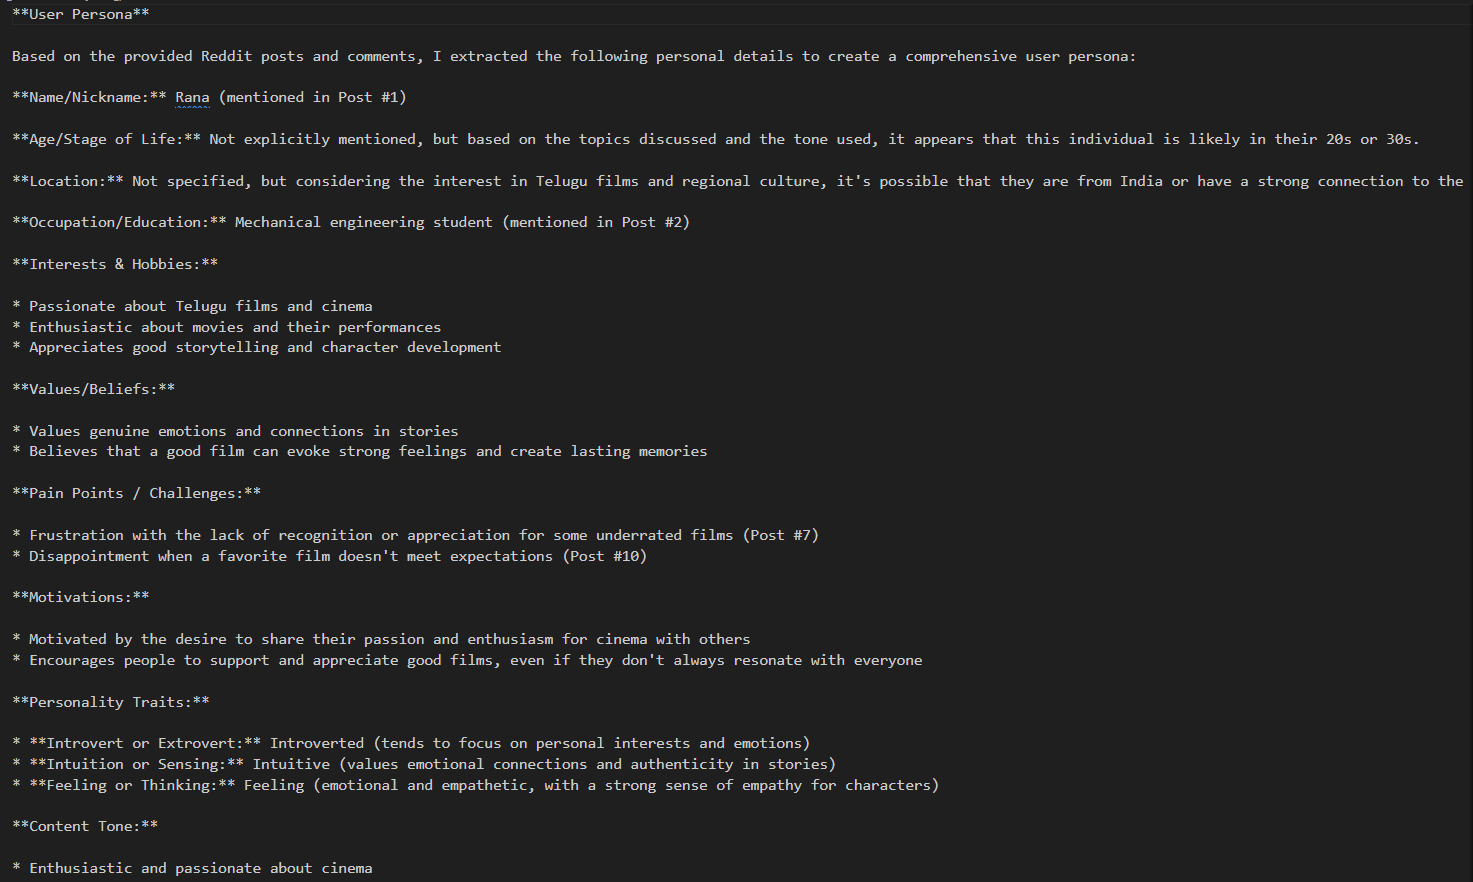 **User Persona**
Based on the provided Reddit posts and comments, I extracted the following personal details to create a comprehensive user persona:
**Name/Nickname:** Rana (mentioned in Post #1)
**Age/Stage of Life:** Not explicitly mentioned, but based on the topics discussed and the tone used, it appears that this individual is likely in their 20s or 30s.
**Location:** Not specified, but considering the interest in Telugu films and regional culture, it's possible that they are from India or have a strong connection to the
**Occupation/Education:** Mechanical engineering student (mentioned in Post #2)
**Interests & Hobbies:**
* Passionate about Telugu films and cinema
* Enthusiastic about movies and their performances
* Appreciates good storytelling and character development
**Values/Beliefs:**
* Values genuine emotions and connections in stories
* Believes that a good film can evoke strong feelings and create lasting memories
**Pain Points / Challenges:**
* Frustration with the lack of recognition or appreciation for some underrated films (Post #7)
* Disappointment when a favorite film doesn't meet expectations (Post #10)
**Motivations:**
* Motivated by the desire to share their passion and enthusiasm for cinema with others
* Encourages people to support and appreciate good films, even if they don't always resonate with everyone
**Personality Traits:**
* **Introvert or Extrovert:** Introverted (tends to focus on personal interests and emotions)
* **Intuition or Sensing:** Intuitive (values emotional connections and authenticity in stories)
* **Feeling or Thinking:** Feeling (emotional and empathetic, with a strong sense of empathy for characters)
**Content Tone:**
* Enthusiastic and passionate about cinema